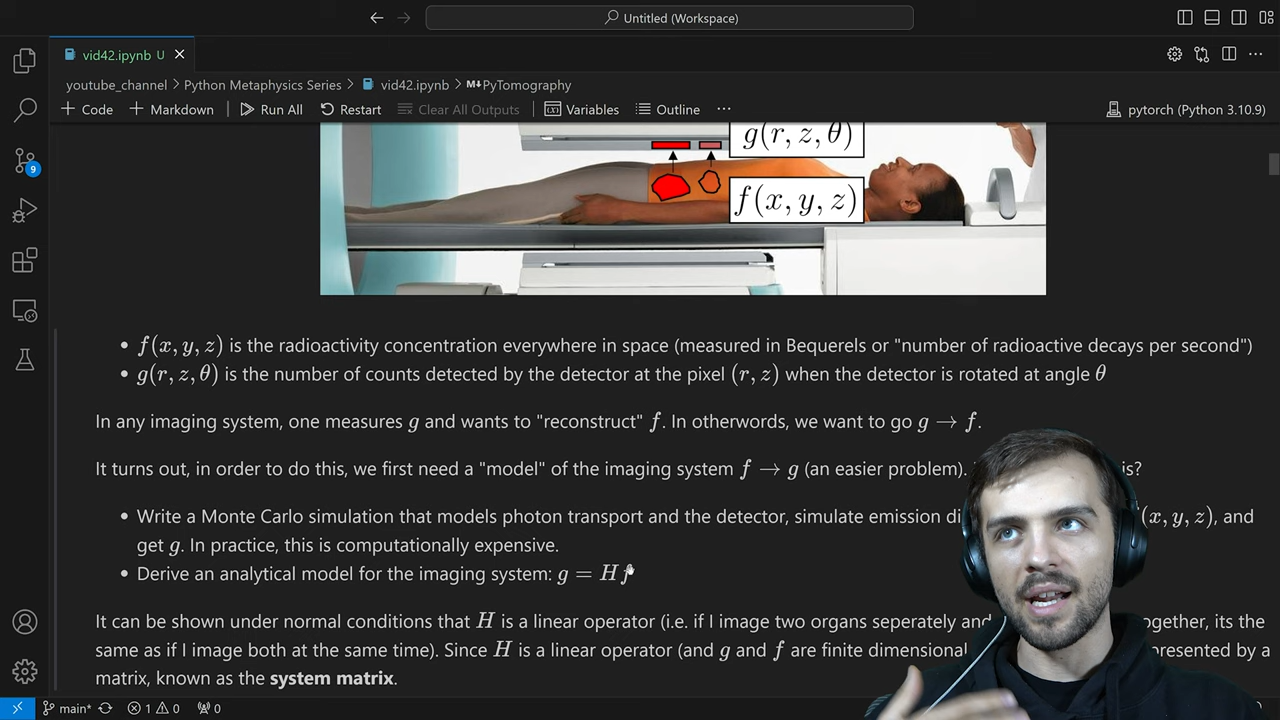 Untitled (Workspace)
vid42.ipynb U
youtube_channel > Python Metaphysics Series > vid42.ipynb > PyTomography
+ Code + Markdown Run All Restart Clear All Outputs Variables Outline ... pytorch (Python 3.10.9)
g(r, z, θ)
f(x, y, z)
• f(x, y, z) is the radioactivity concentration everywhere in space (measured in Bequerels or "number of radioactive decays per second")
• g(r, z, θ) is the number of counts detected by the detector at the pixel (r, z) when the detector is rotated at angle θ
In any imaging system, one measures g and wants to "reconstruct" f. In otherwords, we want to go g → f.
It turns out, in order to do this, we first need a "model" of the imaging system f → g (an easier problem). is?
• Write a Monte Carlo simulation that models photon transport and the detector, simulate emission di (x, y, z), and
get g. In practice, this is computationally expensive.
• Derive an analytical model for the imaging system: g = Hf
It can be shown under normal conditions that H is a linear operator (i.e. if I image two organs seperately and ogether, its the
same as if I image both at the same time). Since H is a linear operator (and g and f are finite dimensional presented by a
matrix, known as the system matrix.
9
main* 1 0 0